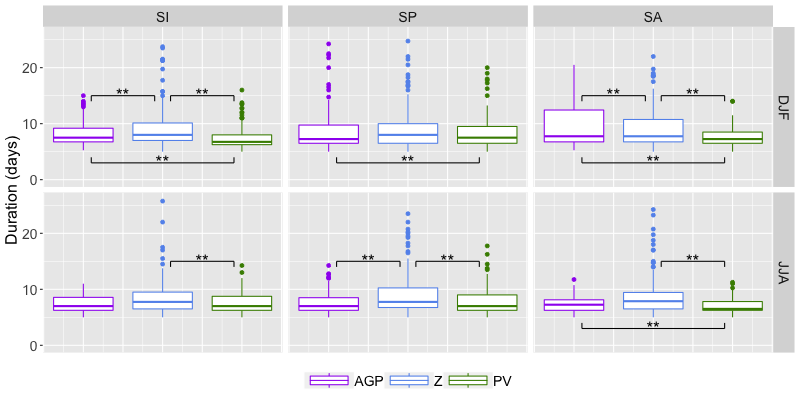 SI SP SA
20
** ** ** **
10
** ** **
0
DJF
Duration (days)
20
** ** ** **
10
**
0
JJA
AGP Z PV